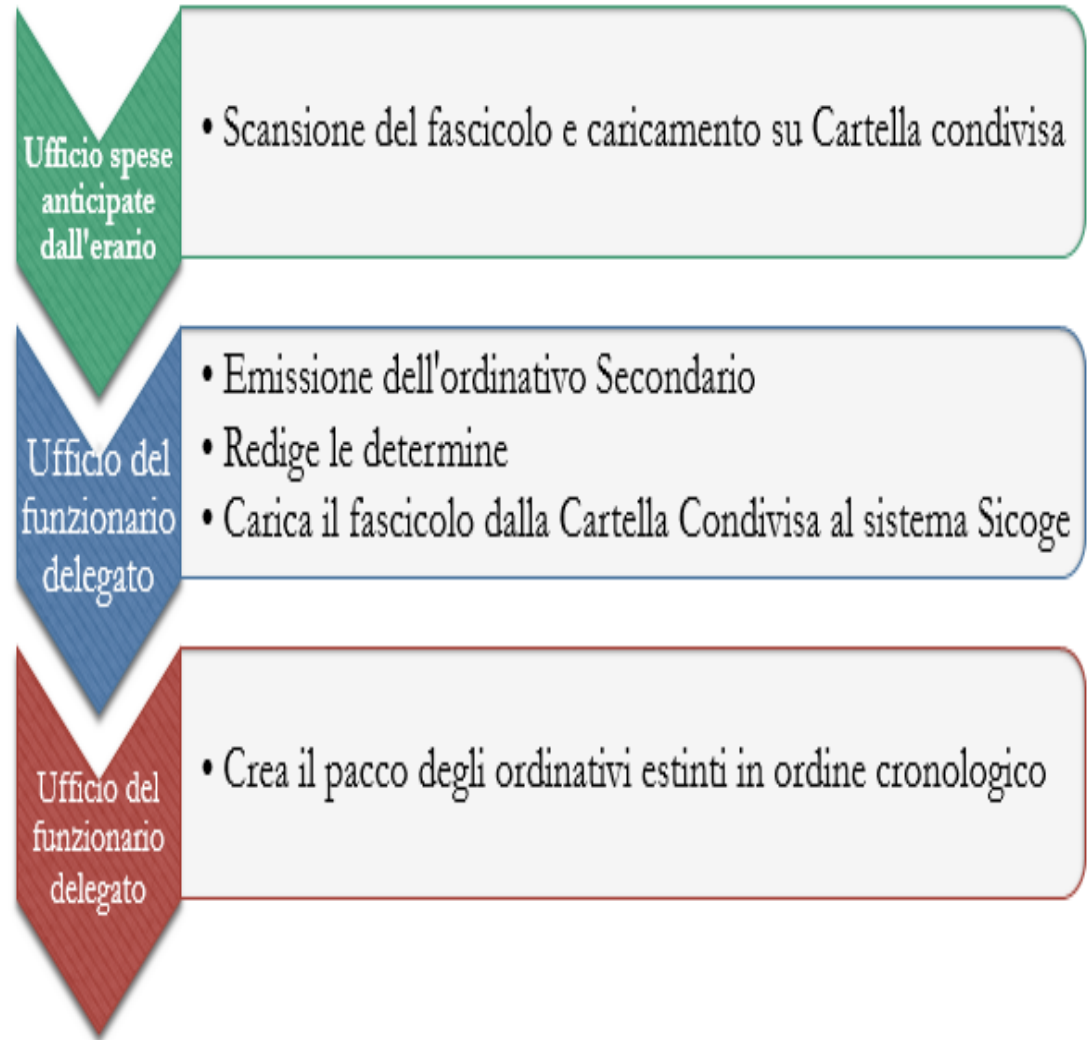 Ufficio spese
anticipate
dall'erario
• Scansione del fascicolo e caricamento su Cartella condivisa
Ufficio del
funzionario
delegato
• Emissione dell'ordinativo Secondario
• Redige le determine
• Carica il fascicolo dalla Cartella Condivisa al sistema Sicoge
Ufficio del
funzionario
delegato
• Crea il pacco degli ordinativi estinti in ordine cronologico